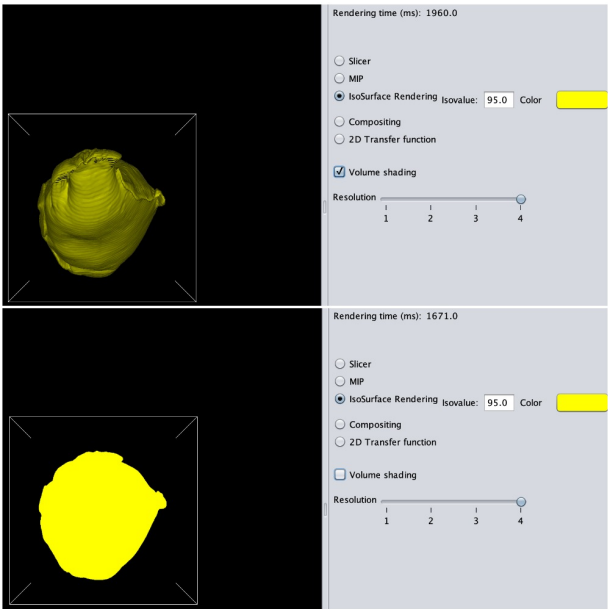 Rendering time (ms): 1960.0
Slicer
MIP
IsoSurface Rendering Isovalue: 95.0 Color
Compositing
2D Transfer function
Volume shading
Resolution
1 2 3 4
Rendering time (ms): 1671.0
Slicer
MIP
IsoSurface Rendering Isovalue: 95.0 Color
Compositing
2D Transfer function
Volume shading
Resolution
1 2 3 4